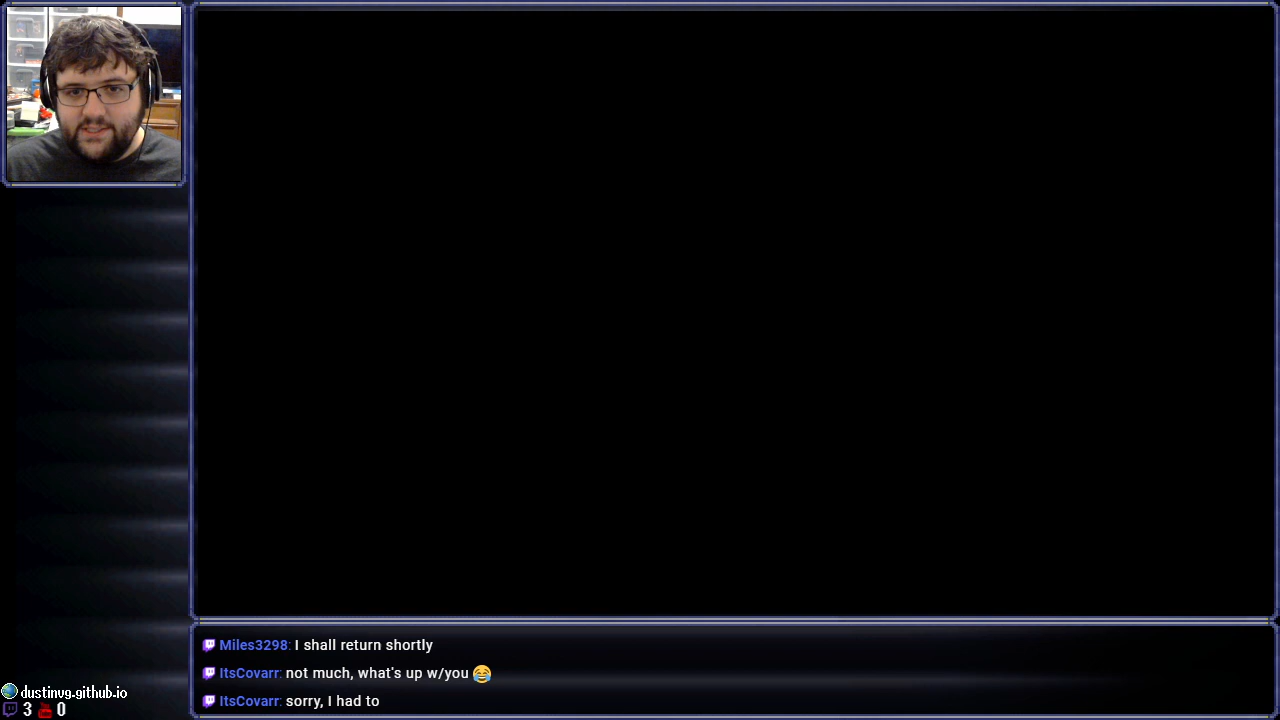 Miles3298: I shall return shortly
ItsCovarr: not much, what's up w/you 😂
ItsCovarr: sorry, I had to
dustinvg.github.io
3 0